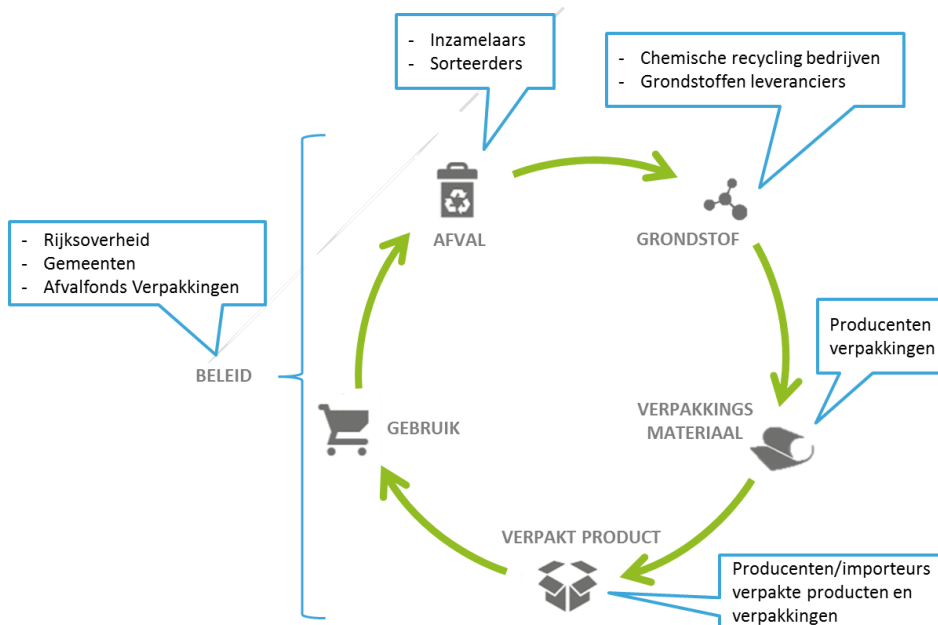 - Inzamelaars
- Sorteerders
- Chemische recycling bedrijven
- Grondstoffen leveranciers
AFVAL
GRONDSTOF
- Rijksoverheid
- Gemeenten
- Afvalfonds Verpakkingen
BELEID
Producenten
verpakkingen
GEBRUIK
VERPAKKINGS
MATERIAAL
VERPAKT PRODUCT
Producenten/importeurs
verpakte producten en
verpakkingen